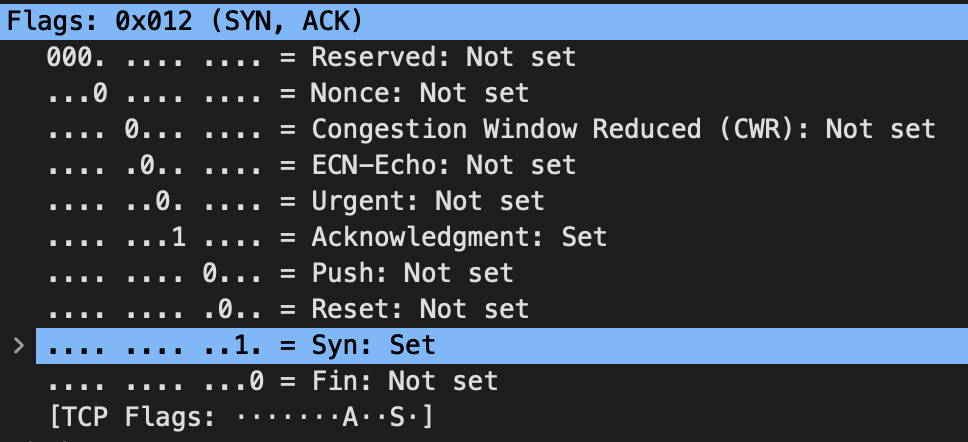 Flags: 0x012 (SYN, ACK)
000. .... .... = Reserved: Not set
...0 .... .... = Nonce: Not set
.... 0... .... = Congestion Window Reduced (CWR): Not set
.... .0.. .... = ECN-Echo: Not set
.... ..0. .... = Urgent: Not set
.... ...1 .... = Acknowledgment: Set
.... .... 0... = Push: Not set
.... .... .0.. = Reset: Not set
.... .... ..1. = Syn: Set
.... .... ...0 = Fin: Not set
[TCP Flags: ·······A··S·]